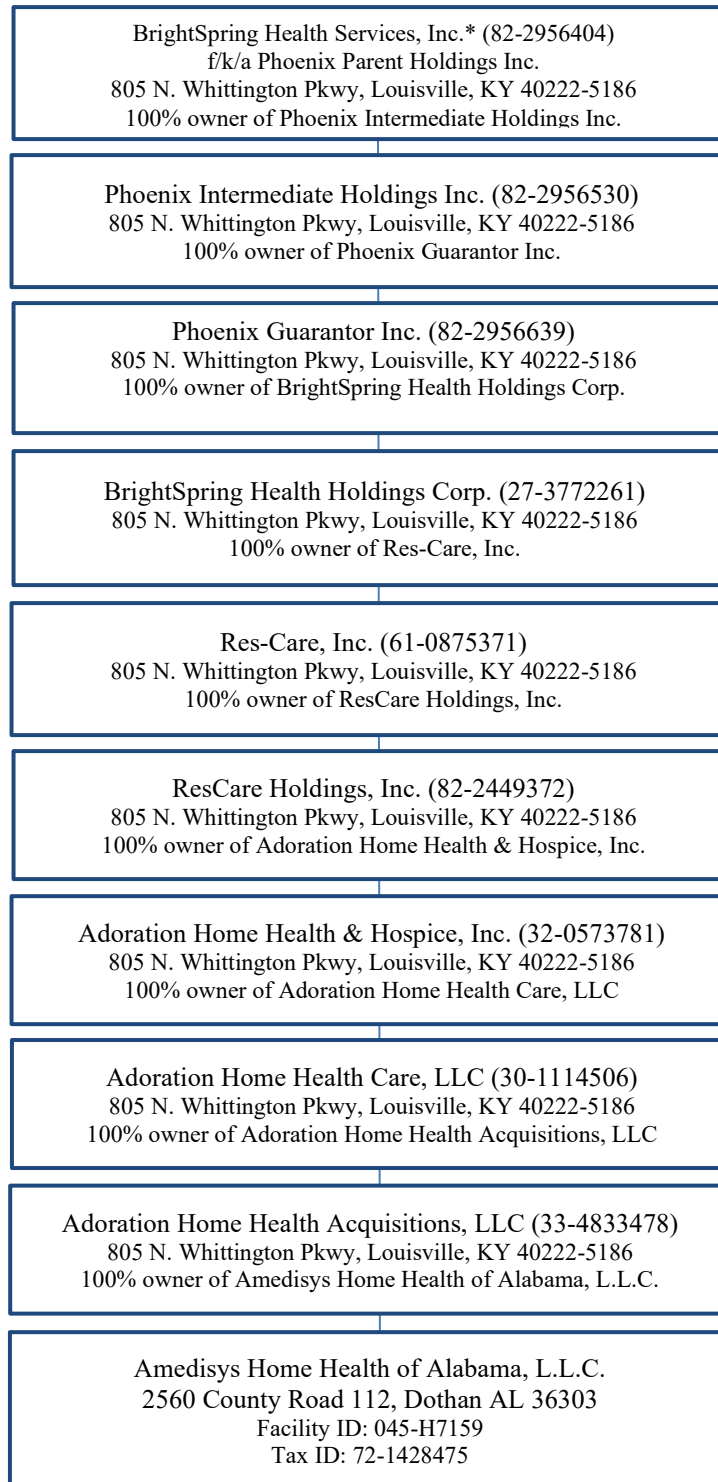 BrightSpring Health Services, Inc.* (82-2956404)
f/k/a Phoenix Parent Holdings Inc.
805 N. Whittington Pkwy, Louisville, KY 40222-5186
100% owner of Phoenix Intermediate Holdings Inc.
Phoenix Intermediate Holdings Inc. (82-2956530)
805 N. Whittington Pkwy, Louisville, KY 40222-5186
100% owner of Phoenix Guarantor Inc.
Phoenix Guarantor Inc. (82-2956639)
805 N. Whittington Pkwy, Louisville, KY 40222-5186
100% owner of BrightSpring Health Holdings Corp.
BrightSpring Health Holdings Corp. (27-3772261)
805 N. Whittington Pkwy, Louisville, KY 40222-5186
100% owner of Res-Care, Inc.
Res-Care, Inc. (61-0875371)
805 N. Whittington Pkwy, Louisville, KY 40222-5186
100% owner of ResCare Holdings, Inc.
ResCare Holdings, Inc. (82-2449372)
805 N. Whittington Pkwy, Louisville, KY 40222-5186
100% owner of Adoration Home Health & Hospice, Inc.
Adoration Home Health & Hospice, Inc. (32-0573781)
805 N. Whittington Pkwy, Louisville, KY 40222-5186
100% owner of Adoration Home Health Care, LLC
Adoration Home Health Care, LLC (30-1114506)
805 N. Whittington Pkwy, Louisville, KY 40222-5186
100% owner of Adoration Home Health Acquisitions, LLC
Adoration Home Health Acquisitions, LLC (33-4833478)
805 N. Whittington Pkwy, Louisville, KY 40222-5186
100% owner of Amedisys Home Health of Alabama, L.L.C.
Amedisys Home Health of Alabama, L.L.C.
2560 County Road 112, Dothan AL 36303
Facility ID: 045-H7159
Tax ID: 72-1428475